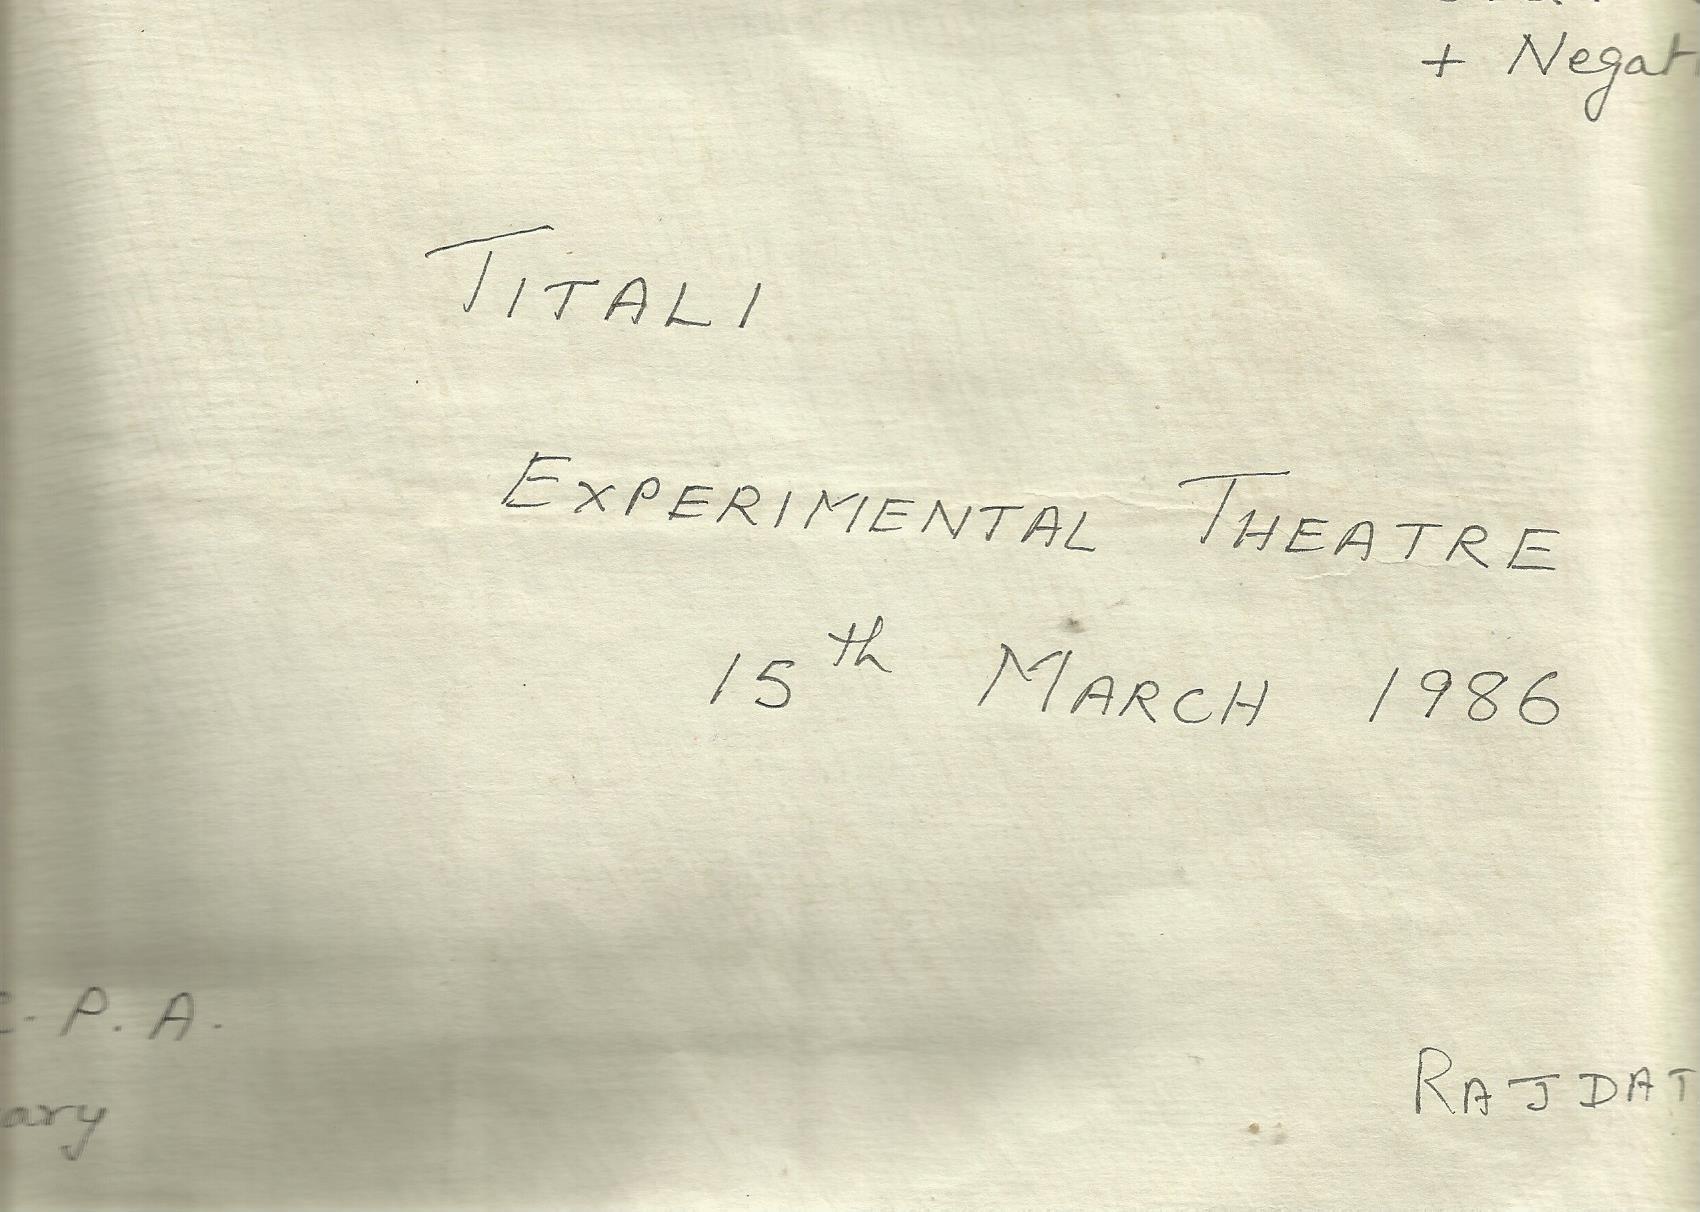 + Negat
TITALI
EXPERIMENTAL THEATRE
15th MARCH 1986
C. P. A.
ary
RAJDAT